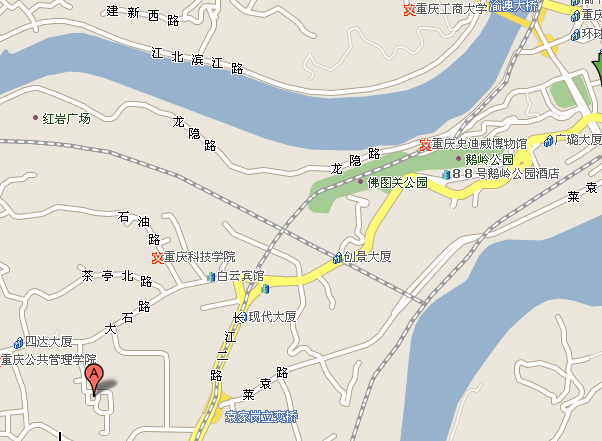 建新西路
重庆工商大学
渝澳大桥
重庆
环球
江北滨江路
红岩广场
龙隐路
龙隐路
重庆史迪威博物馆
广璐大厦
鹅岭公园
88号鹅岭公园酒店
佛图关公园
菜袁
石油路
重庆科技学院
创景大厦
茶亭北路
白云宾馆
大石路
现代大厦
长江二路
四达大厦
重庆公共管理学院
A
菜袁路
袁家岗立交桥